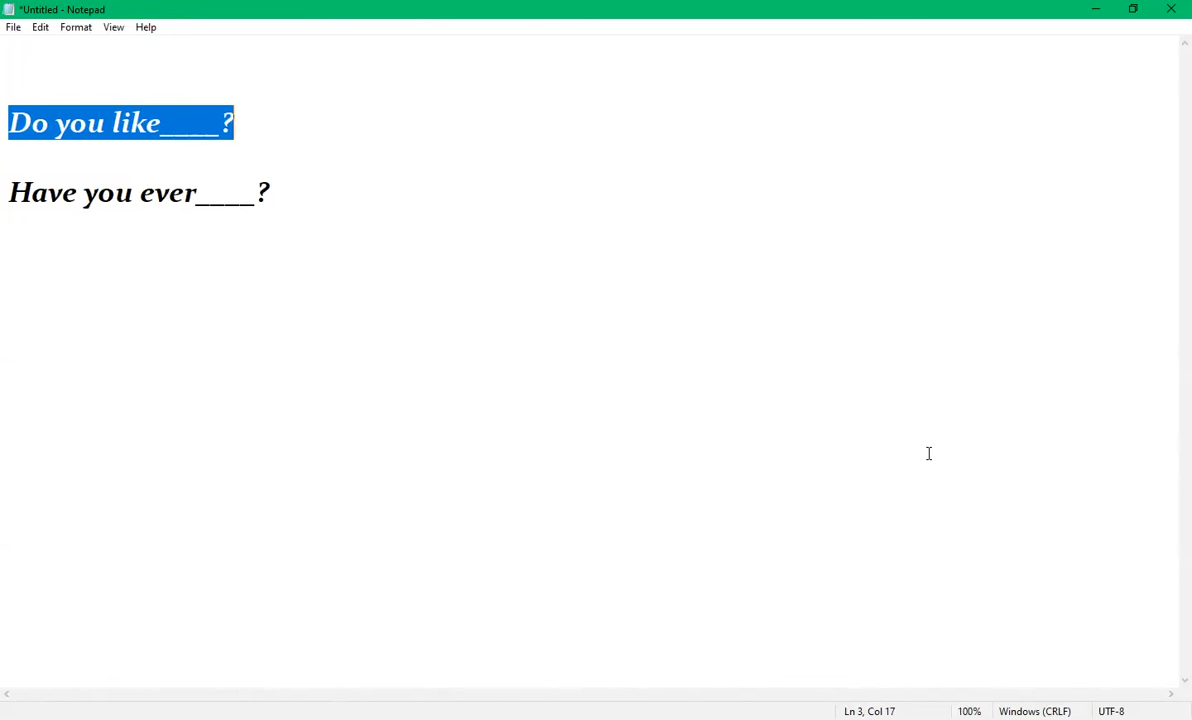 *Untitled - Notepad
File Edit Format View Help
Do you like____?
Have you ever____?
Ln 3, Col 17 100% Windows (CRLF) UTF-8